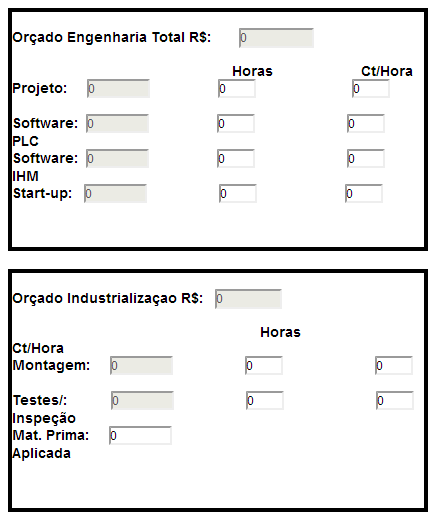 Orçado Engenharia Total R$: 0
Horas Ct/Hora
Projeto: 0 0 0
Software: 0 0 0
PLC
Software: 0 0 0
IHM
Start-up: 0 0 0
Orçado Industrializaçao R$: 0
Horas
Ct/Hora
Montagem: 0 0 0
Testes/: 0 0 0
Inspeção
Mat. Prima: 0
Aplicada